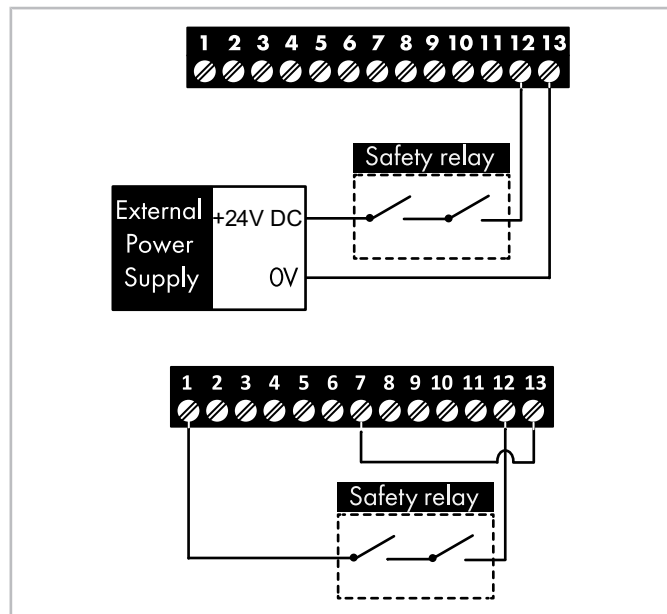 1 2 3 4 5 6 7 8 9 10 11 12 13
Safety relay
External
Power
Supply
+24V DC
0V
1 2 3 4 5 6 7 8 9 10 11 12 13
Safety relay